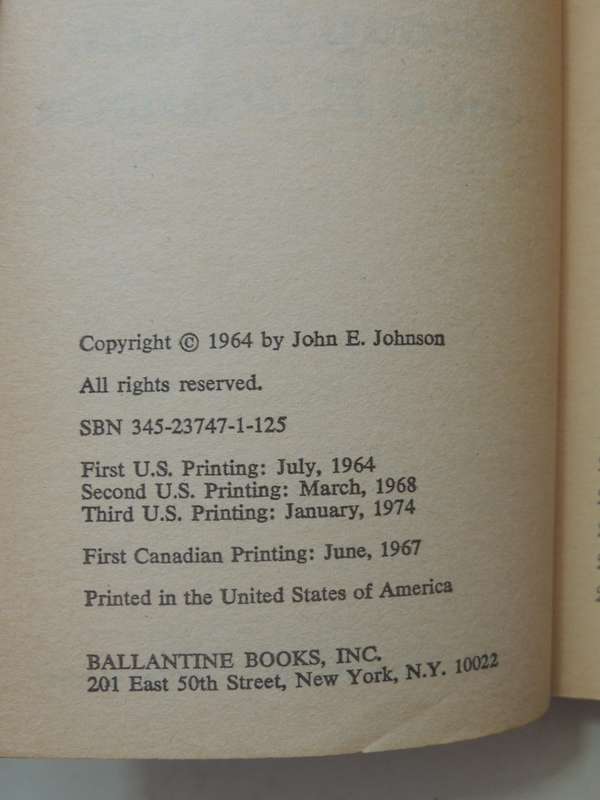 Copyright © 1964 by John E. Johnson
All rights reserved.
SBN 345-23747-1-125
First U.S. Printing: July, 1964
Second U.S. Printing: March, 1968
Third U.S. Printing: January, 1974
First Canadian Printing: June, 1967
Printed in the United States of America
BALLANTINE BOOKS, INC.
201 East 50th Street, New York, N.Y. 10022